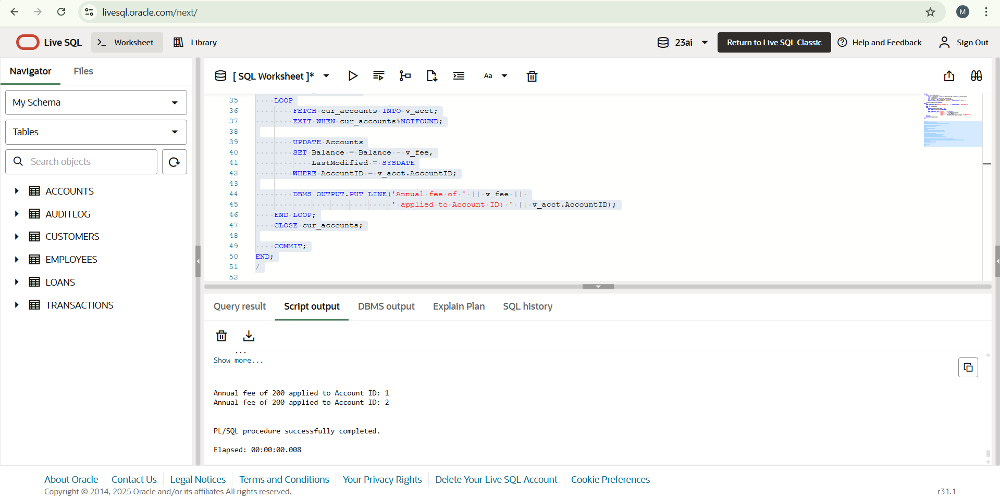 livesql.oracle.com/next/
M
Live SQL
Worksheet
Library
23ai
Return to Live SQL Classic
Help and Feedback
Sign Out
Navigator
Files
My Schema
Tables
Search objects
ACCOUNTS
AUDITLOG
CUSTOMERS
EMPLOYEES
LOANS
TRANSACTIONS
[ SQL Worksheet ]*
Aa
35 LOOP
36 FETCH cur_accounts INTO v_acct;
37 EXIT WHEN cur_accounts%NOTFOUND;
38
39 UPDATE Accounts
40 SET Balance = Balance - v_fee,
41 LastModified = SYSDATE
42 WHERE AccountID = v_acct.AccountID;
43
44 DBMS_OUTPUT.PUT_LINE('Annual fee of ' || v_fee ||
45 ' applied to Account ID: ' || v_acct.AccountID);
46 END LOOP;
47 CLOSE cur_accounts;
48
49 COMMIT;
50 END;
51 /
52
Query result
Script output
DBMS output
Explain Plan
SQL history
...
Show more...
Annual fee of 200 applied to Account ID: 1
Annual fee of 200 applied to Account ID: 2
PL/SQL procedure successfully completed.
Elapsed: 00:00:00.008
About Oracle
Contact Us
Legal Notices
Terms and Conditions
Your Privacy Rights
Delete Your Live SQL Account
Cookie Preferences
Copyright © 2014, 2025 Oracle and/or its affiliates All rights reserved.
r31.1